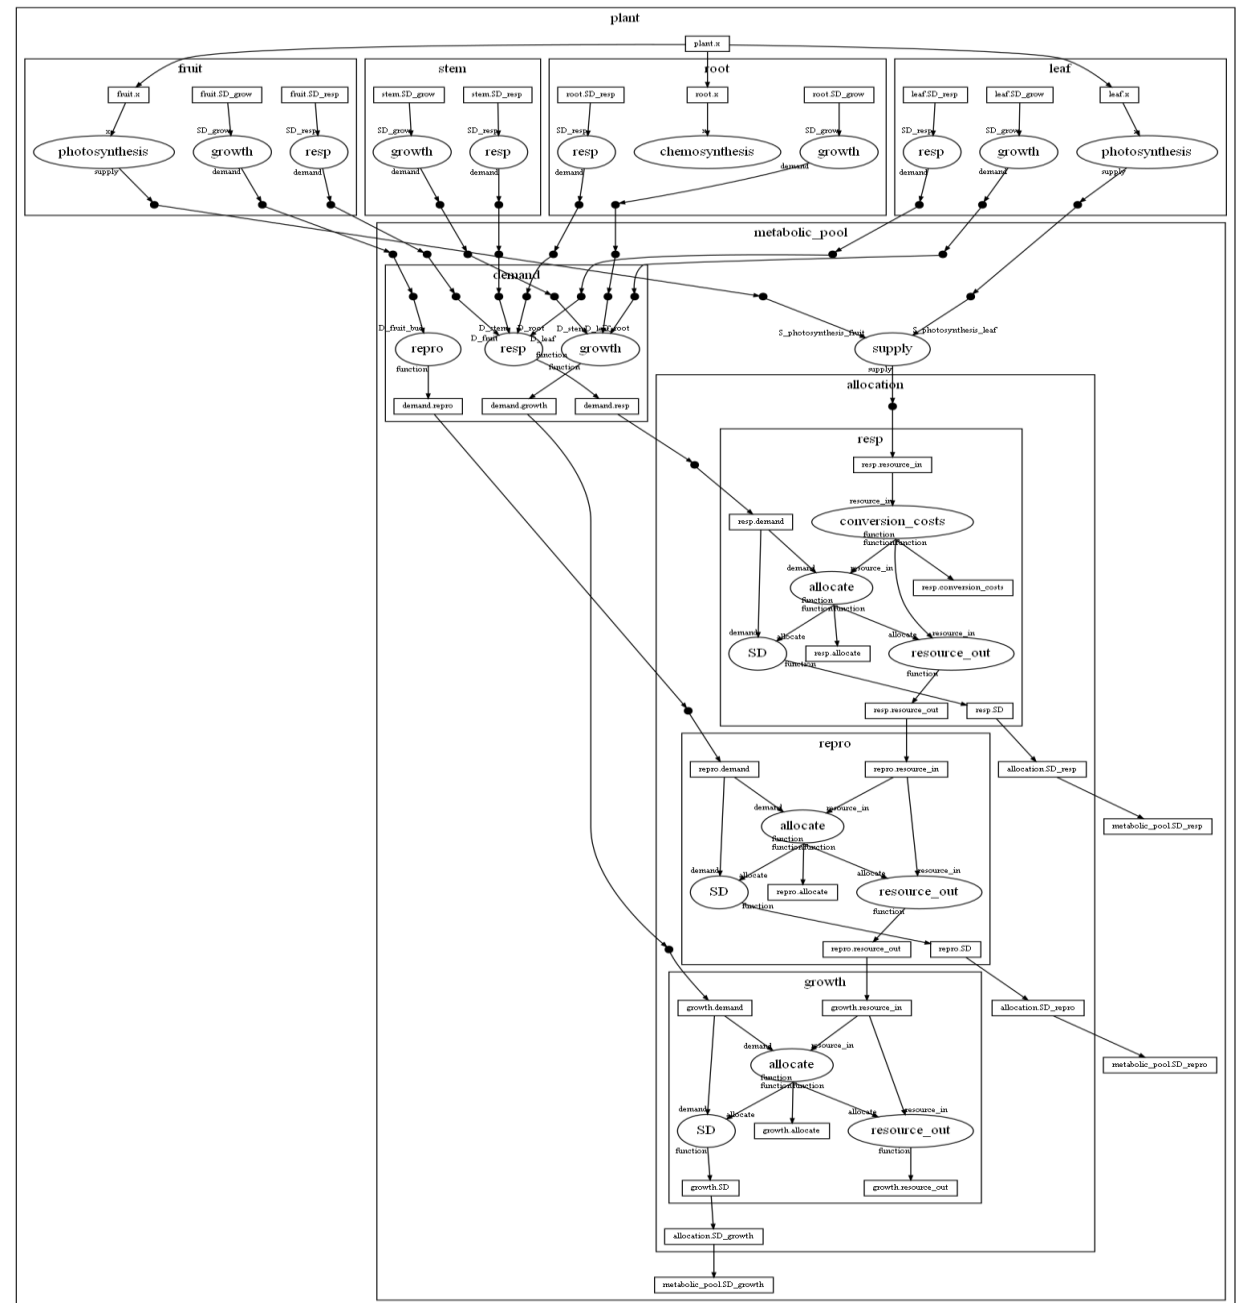 plant
plant.x
fruit
stem
root
leaf
fruit.x
fruit.SD_grow
fruit.SD_resp
stem.SD_grow
stem.SD_resp
root.SD_resp
root.x
root.SD_grow
leaf.SD_resp
leaf.SD_grow
leaf.x
x
SD_grow
SD_resp
SD_grow
SD_resp
SD_resp
x
SD_grow
SD_resp
SD_grow
x
photosynthesis
growth
resp
growth
resp
resp
chemosynthesis
growth
resp
growth
photosynthesis
supply
demand
demand
demand
demand
demand
demand
demand
demand
supply
metabolic_pool
demand
D_fruit_bud
D_stem
D_root
D_fruit
D_leaf
D_stem
D_leaf
D_root
S_photosynthesis_fruit
S_photosynthesis_leaf
repro
resp
growth
supply
function
function
function
supply
demand.repro
demand.growth
demand.resp
allocation
resp
resp.resource_in
resource_in
resp.demand
conversion_costs
function
function
function
demand
resource_in
allocate
resp.conversion_costs
function
function
function
demand
allocate
allocate
resource_in
SD
resp.allocate
resource_out
function
function
resp.resource_out
resp.SD
repro
repro.demand
repro.resource_in
allocation.SD_resp
demand
resource_in
allocate
metabolic_pool.SD_resp
function
function
function
demand
allocate
allocate
resource_in
SD
repro.allocate
resource_out
function
function
repro.resource_out
repro.SD
growth
growth.demand
growth.resource_in
allocation.SD_repro
demand
resource_in
allocate
metabolic_pool.SD_repro
function
function
function
demand
allocate
allocate
resource_in
SD
growth.allocate
resource_out
function
function
growth.SD
growth.resource_out
allocation.SD_growth
metabolic_pool.SD_growth